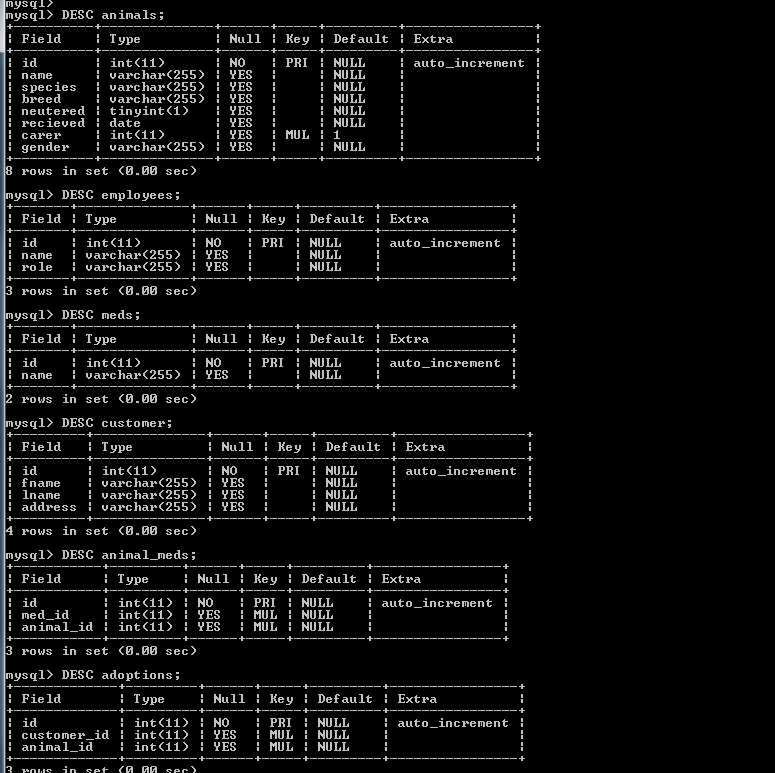 mysql>
mysql> DESC animals;
+----------+--------------+------+-----+---------+----------------+
| Field    | Type         | Null | Key | Default | Extra          |
+----------+--------------+------+-----+---------+----------------+
| id       | int(11)      | NO   | PRI | NULL    | auto_increment |
| name     | varchar(255) | YES  |     | NULL    |                |
| species  | varchar(255) | YES  |     | NULL    |                |
| breed    | varchar(255) | YES  |     | NULL    |                |
| neutered | tinyint(1)   | YES  |     | NULL    |                |
| recieved | date         | YES  |     | NULL    |                |
| carer    | int(11)      | YES  | MUL | 1       |                |
| gender   | varchar(255) | YES  |     | NULL    |                |
+----------+--------------+------+-----+---------+----------------+
8 rows in set (0.00 sec)
mysql> DESC employees;
+-------+--------------+------+-----+---------+----------------+
| Field | Type         | Null | Key | Default | Extra          |
+-------+--------------+------+-----+---------+----------------+
| id    | int(11)      | NO   | PRI | NULL    | auto_increment |
| name  | varchar(255) | YES  |     | NULL    |                |
| role  | varchar(255) | YES  |     | NULL    |                |
+-------+--------------+------+-----+---------+----------------+
3 rows in set (0.00 sec)
mysql> DESC meds;
+-------+--------------+------+-----+---------+----------------+
| Field | Type         | Null | Key | Default | Extra          |
+-------+--------------+------+-----+---------+----------------+
| id    | int(11)      | NO   | PRI | NULL    | auto_increment |
| name  | varchar(255) | YES  |     | NULL    |                |
+-------+--------------+------+-----+---------+----------------+
2 rows in set (0.00 sec)
mysql> DESC customer;
+---------+--------------+------+-----+---------+----------------+
| Field   | Type         | Null | Key | Default | Extra          |
+---------+--------------+------+-----+---------+----------------+
| id      | int(11)      | NO   | PRI | NULL    | auto_increment |
| fname   | varchar(255) | YES  |     | NULL    |                |
| lname   | varchar(255) | YES  |     | NULL    |                |
| address | varchar(255) | YES  |     | NULL    |                |
+---------+--------------+------+-----+---------+----------------+
4 rows in set (0.00 sec)
mysql> DESC animal_meds;
+-----------+---------+------+-----+---------+----------------+
| Field     | Type    | Null | Key | Default | Extra          |
+-----------+---------+------+-----+---------+----------------+
| id        | int(11) | NO   | PRI | NULL    | auto_increment |
| med_id    | int(11) | YES  | MUL | NULL    |                |
| animal_id | int(11) | YES  | MUL | NULL    |                |
+-----------+---------+------+-----+---------+----------------+
3 rows in set (0.00 sec)
mysql> DESC adoptions;
+-------------+---------+------+-----+---------+----------------+
| Field       | Type    | Null | Key | Default | Extra          |
+-------------+---------+------+-----+---------+----------------+
| id          | int(11) | NO   | PRI | NULL    | auto_increment |
| customer_id | int(11) | YES  | MUL | NULL    |                |
| animal_id   | int(11) | YES  | MUL | NULL    |                |
+-------------+---------+------+-----+---------+----------------+
3 rows in set (0.00 sec)